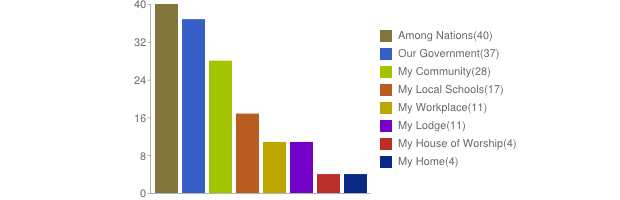 40
32
24
16
8
0
Among Nations(40)
Our Government(37)
My Community(28)
My Local Schools(17)
My Workplace(11)
My Lodge(11)
My House of Worship(4)
My Home(4)